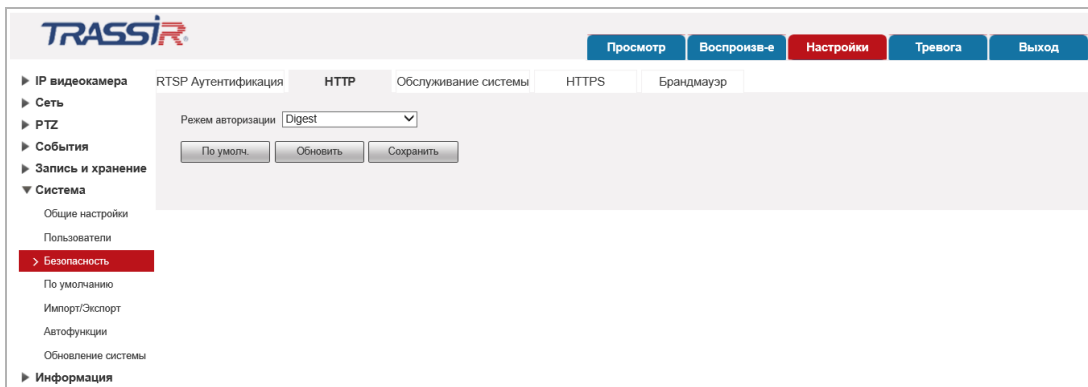 TRASSIR®
Просмотр Воспроизв-е Настройки Тревога Выход
RTSP Аутентификация HTTP Обслуживание системы HTTPS Брандмауэр
IP видеокамера
Сеть
PTZ
События
Запись и хранение
Система
Общие настройки
Пользователи
Безопасность
По умолчанию
Импорт/Экспорт
Автофункции
Обновление системы
Информация
Режем авторизации Digest
По умолч. Обновить Сохранить